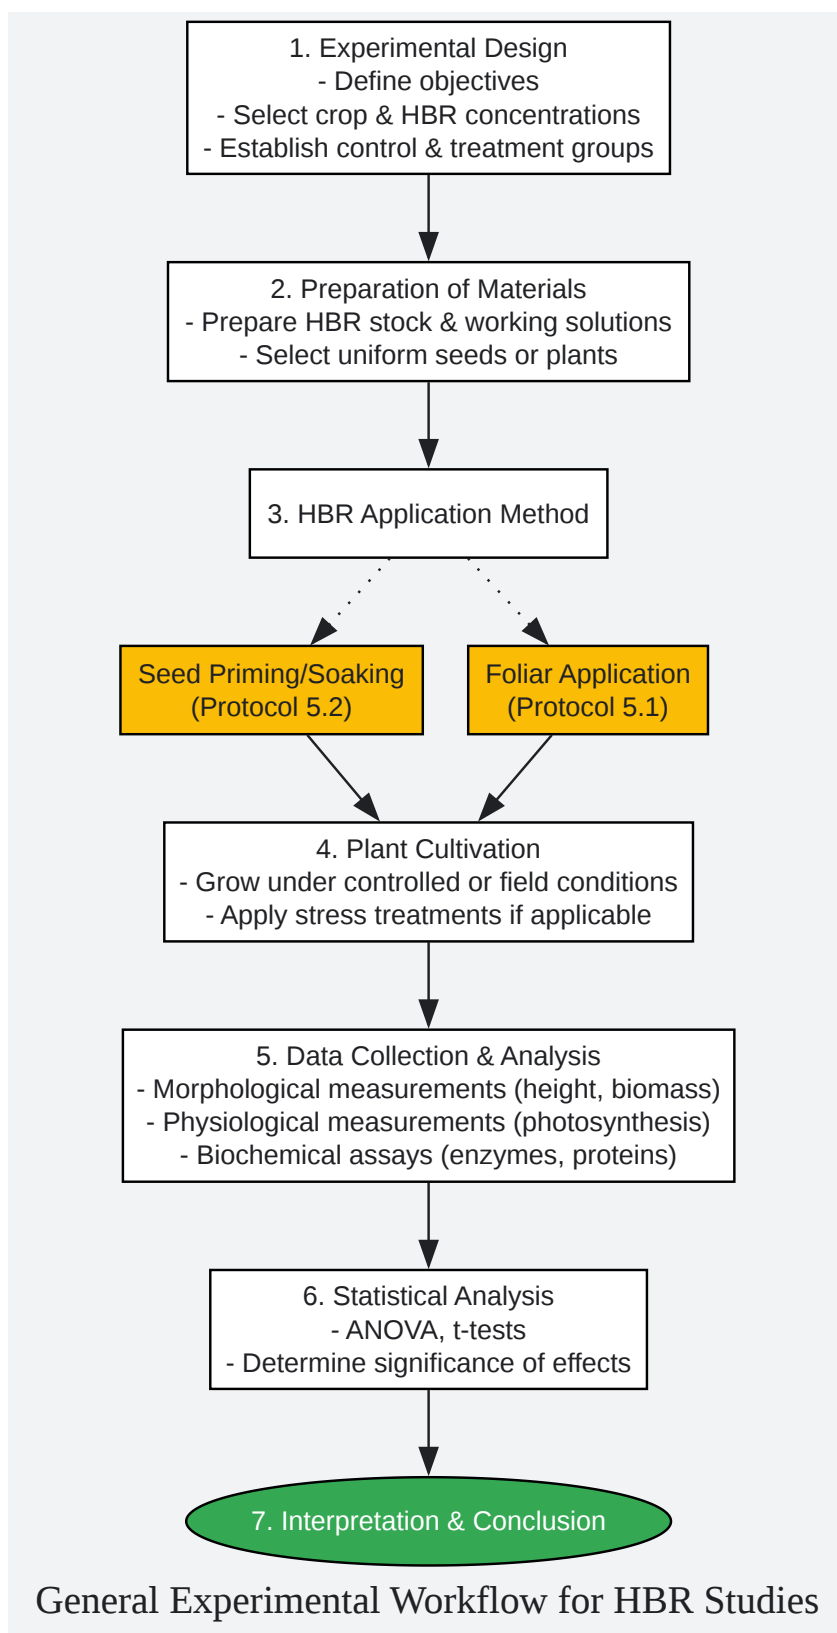 1. Experimental Design
- Define objectives
- Select crop & HBR concentrations
- Establish control & treatment groups
2. Preparation of Materials
- Prepare HBR stock & working solutions
- Select uniform seeds or plants
3. HBR Application Method
Seed Priming/Soaking
(Protocol 5.2)
Foliar Application
(Protocol 5.1)
4. Plant Cultivation
- Grow under controlled or field conditions
- Apply stress treatments if applicable
5. Data Collection & Analysis
- Morphological measurements (height, biomass)
- Physiological measurements (photosynthesis)
- Biochemical assays (enzymes, proteins)
6. Statistical Analysis
- ANOVA, t-tests
- Determine significance of effects
7. Interpretation & Conclusion
General Experimental Workflow for HBR Studies